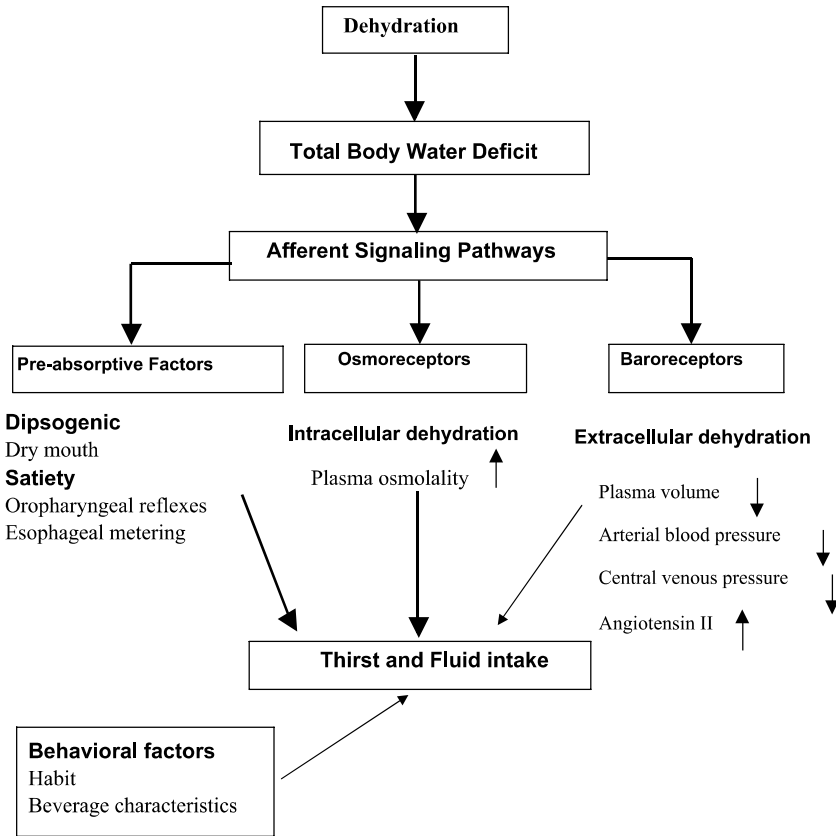 Dehydration
Total Body Water Deficit
Afferent Signaling Pathways
Pre-absorptive Factors
Osmoreceptors
Baroreceptors
Dipsogenic
Dry mouth
Satiety
Oropharyngeal reflexes
Esophageal metering
Intracellular dehydration
Plasma osmolality
Extracellular dehydration
Plasma volume
Arterial blood pressure
Central venous pressure
Angiotensin II
Thirst and Fluid intake
Behavioral factors
Habit
Beverage characteristics